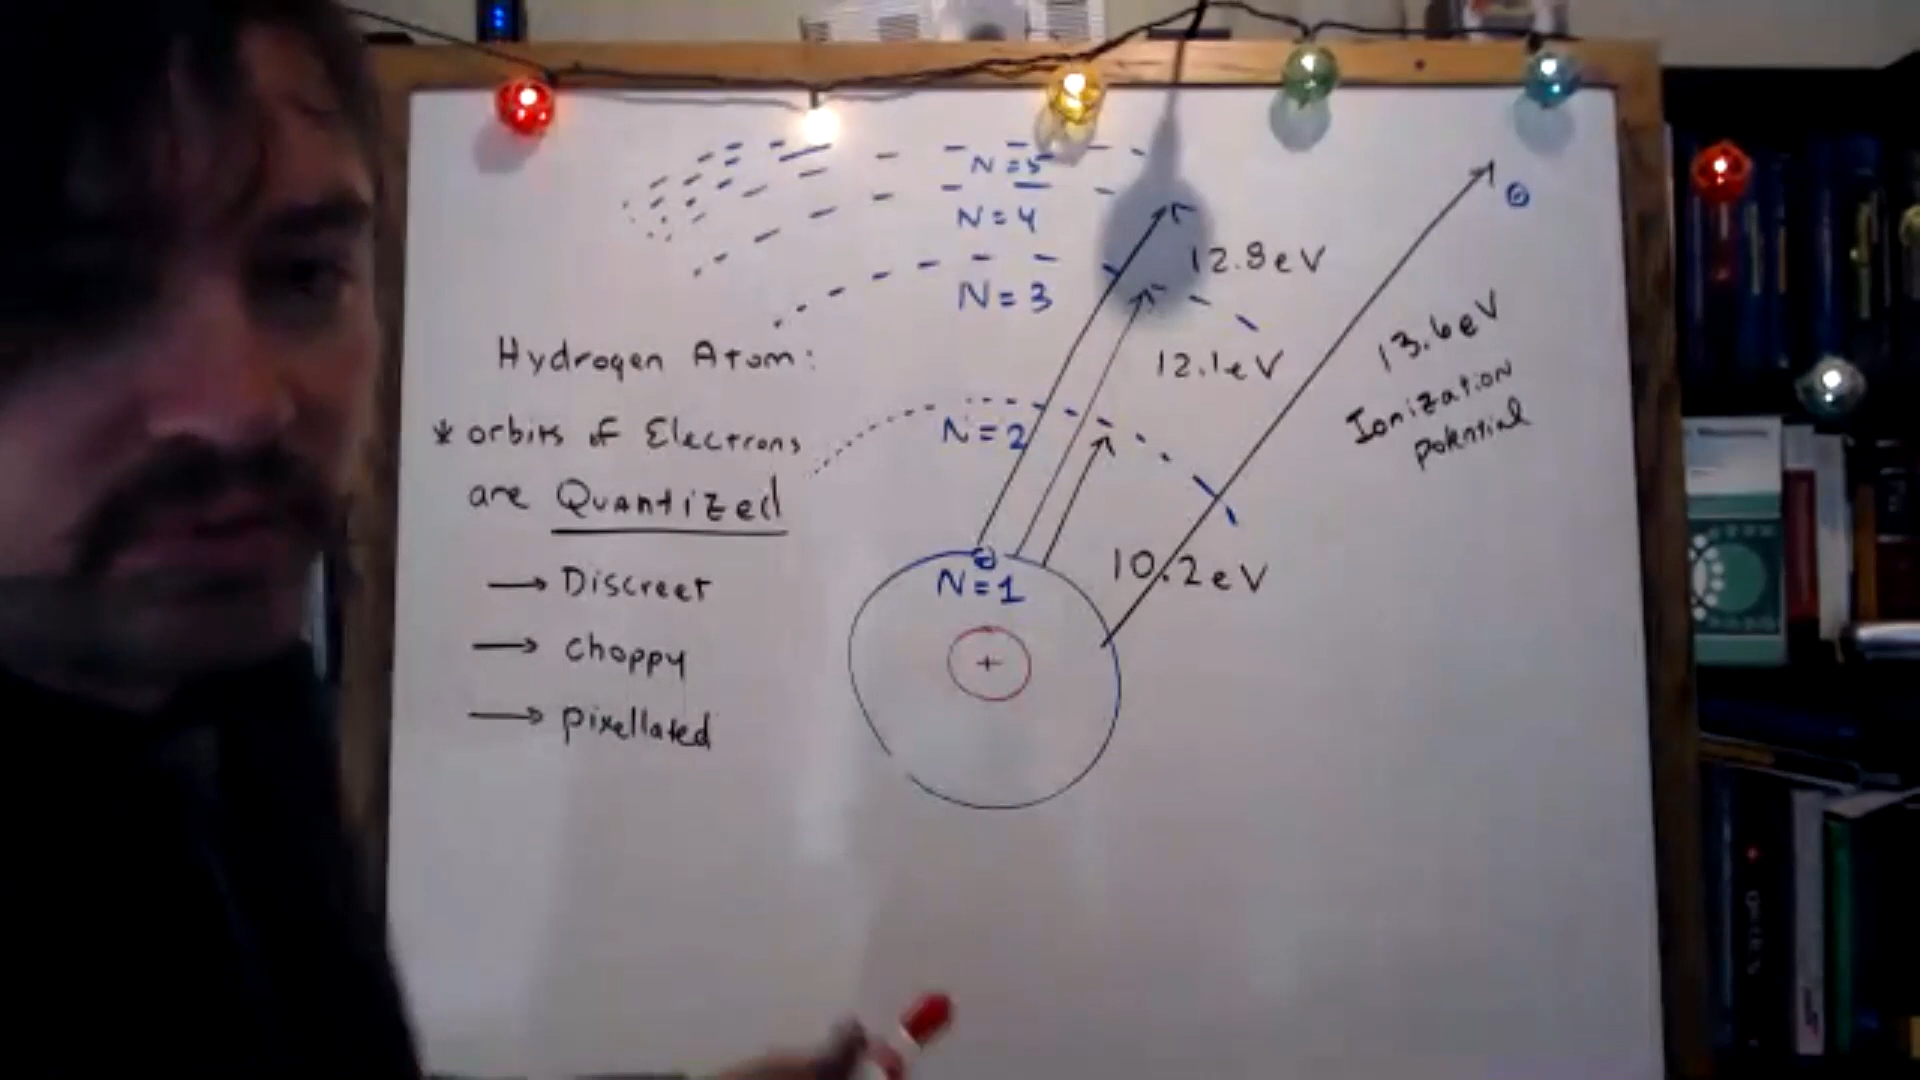 N=5
N=4
N=3
12.8eV
Hydrogen Atom:
12.1eV
13.6eV
Ionization
potential
* orbits of Electrons
are Quantized
N=2
→ Discreet
→ choppy
→ pixellated
N=1
10.2eV
+